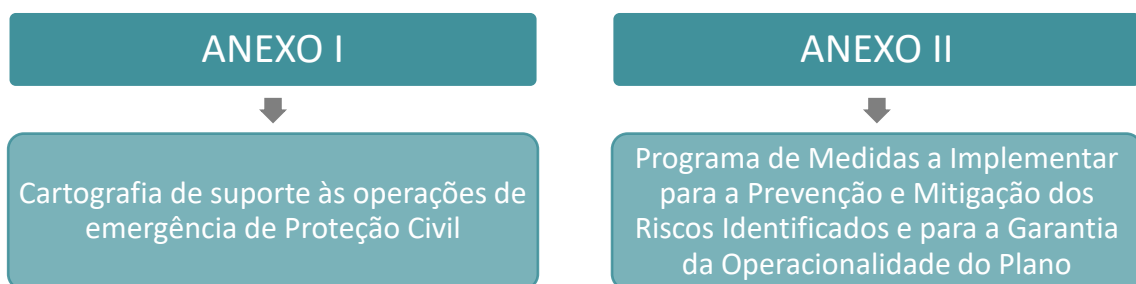 ANEXO I
Cartografia de suporte às operações de
emergência de Proteção Civil
ANEXO II
Programa de Medidas a Implementar
para a Prevenção e Mitigação dos
Riscos Identificados e para a Garantia
da Operacionalidade do Plano